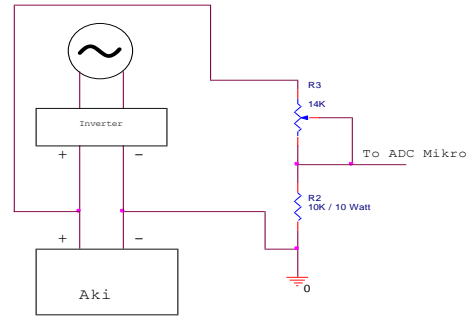 R3
14K
Inverter
+ -
To ADC Mikro
R2
10K / 10 Watt
+ -
Aki
0